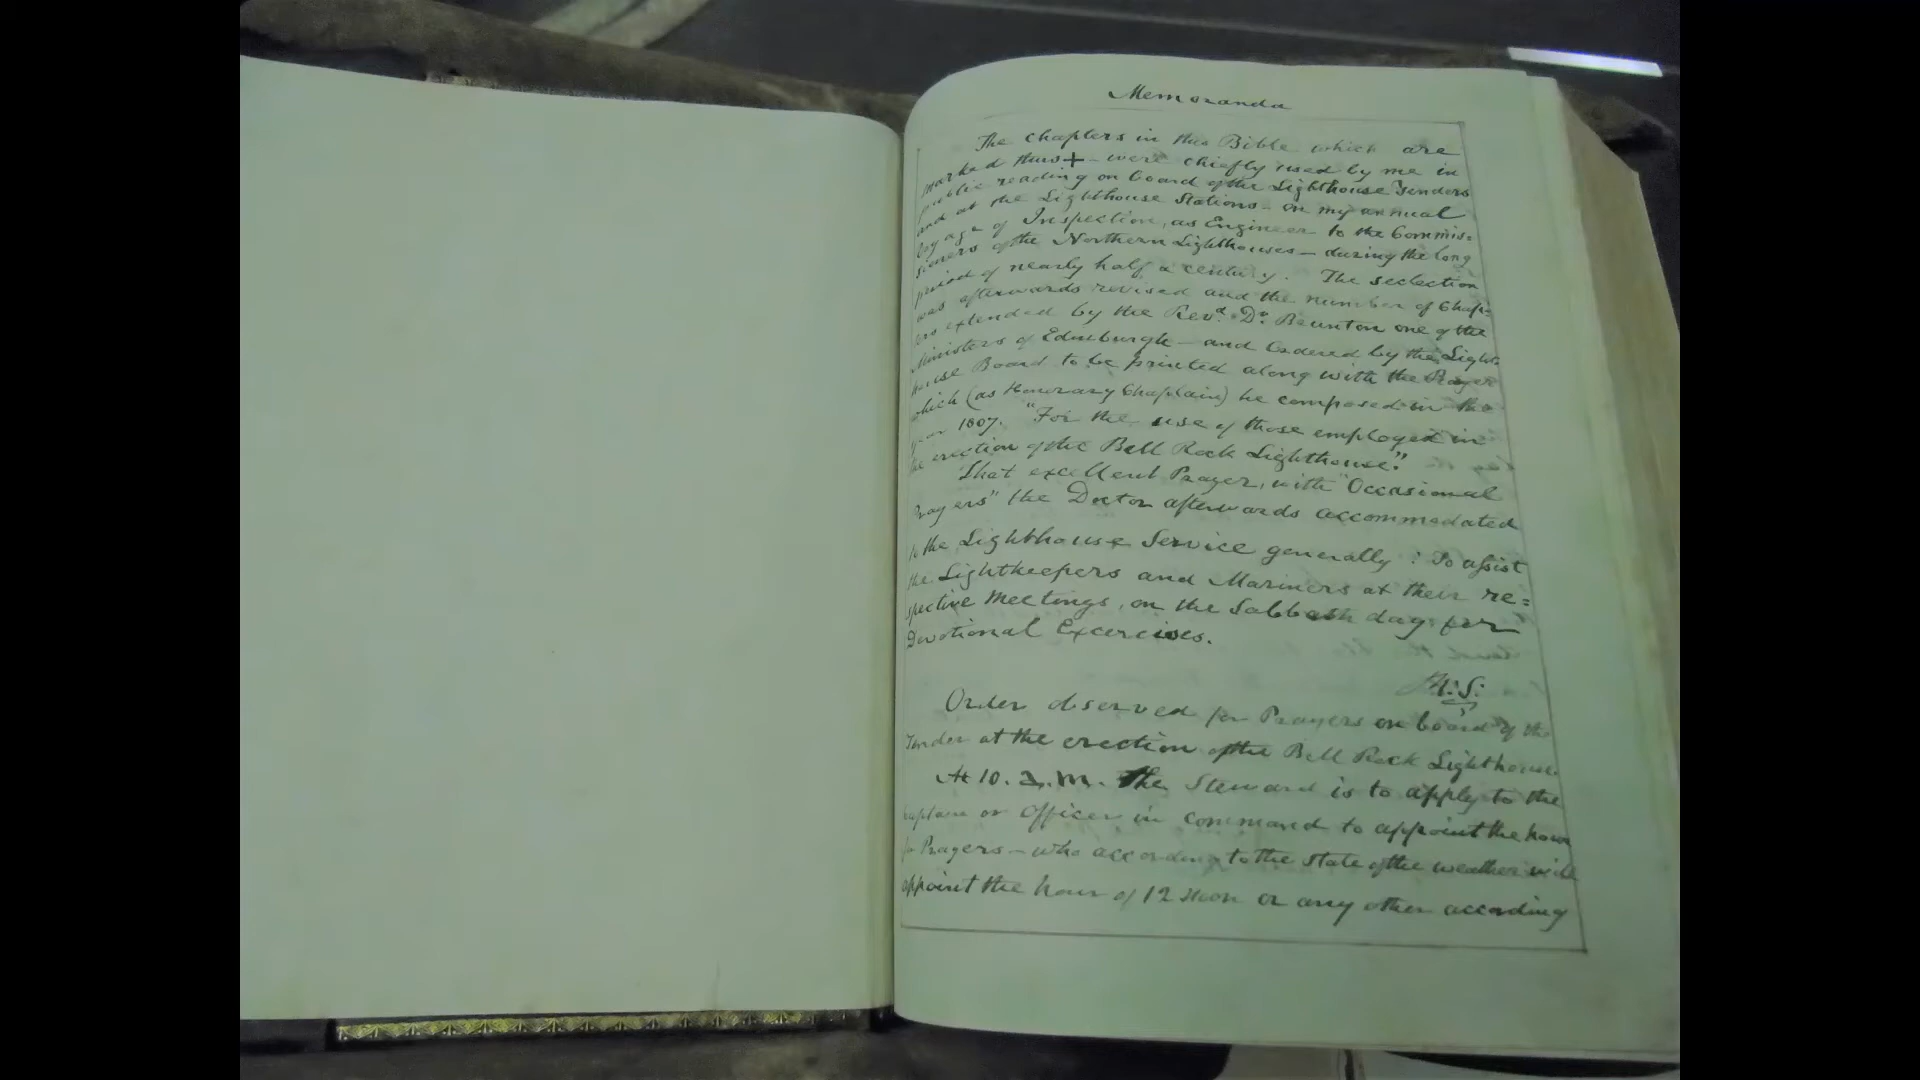 Memoranda
The chapters in this Bible which are
marked thus + - were chiefly used by me in
public reading on board of the Lighthouse Tenders
and at the Lighthouse Stations - on my annual
Voyage of Inspection, as Engineer to the Commis=
sioners of the Northern Lighthouses - during the long
period of nearly half a century. The seclection
was afterwards revised and the number of Chap=
ters extended by the Revd. Dr. Brunton one of the
Ministers of Edinburgh - and Ordered by the Light=
house Board to be printed along with the Prayer
which (as Honorary Chaplain) he composed in the
year 1807. "For the use of those employed in
the erection of the Bell Rock Lighthouse."
That excellent Prayer, with "Occasional
Prayers" the Doctor afterwards accommodated
to the Lighthouse Service generally : To assist
the Lightkeepers and Mariners at their re=
spective Meetings, on the Sabbath day for
Devotional Excercises.
S:
Order observed for Prayers on board of the
Tender at the erection of the Bell Rock Lighthouse.
At 10. a.m. The Steward is to apply to the
Captain or Officer in command to appoint the hour
for Prayers - who according to the state of the weather will
appoint the hour of 12 Noon or any other according